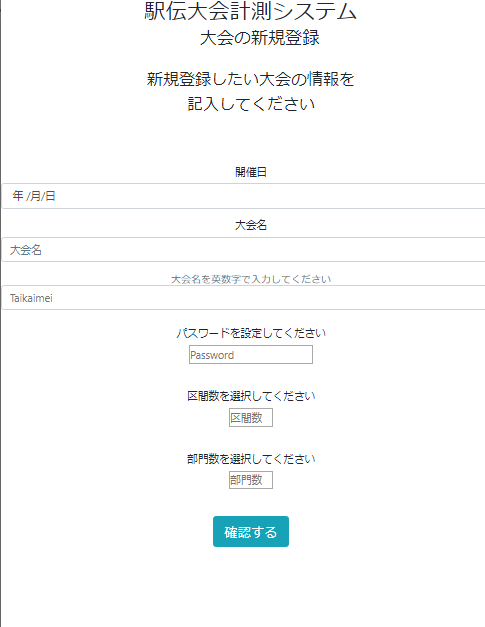 駅伝大会計測システム
大会の新規登録
新規登録したい大会の情報を
記入してください
開催日
年 /月/日
大会名
大会名
大会名を英数字で入力してください
Taikaimei
パスワードを設定してください
Password
区間数を選択してください
区間数
部門数を選択してください
部門数
確認する